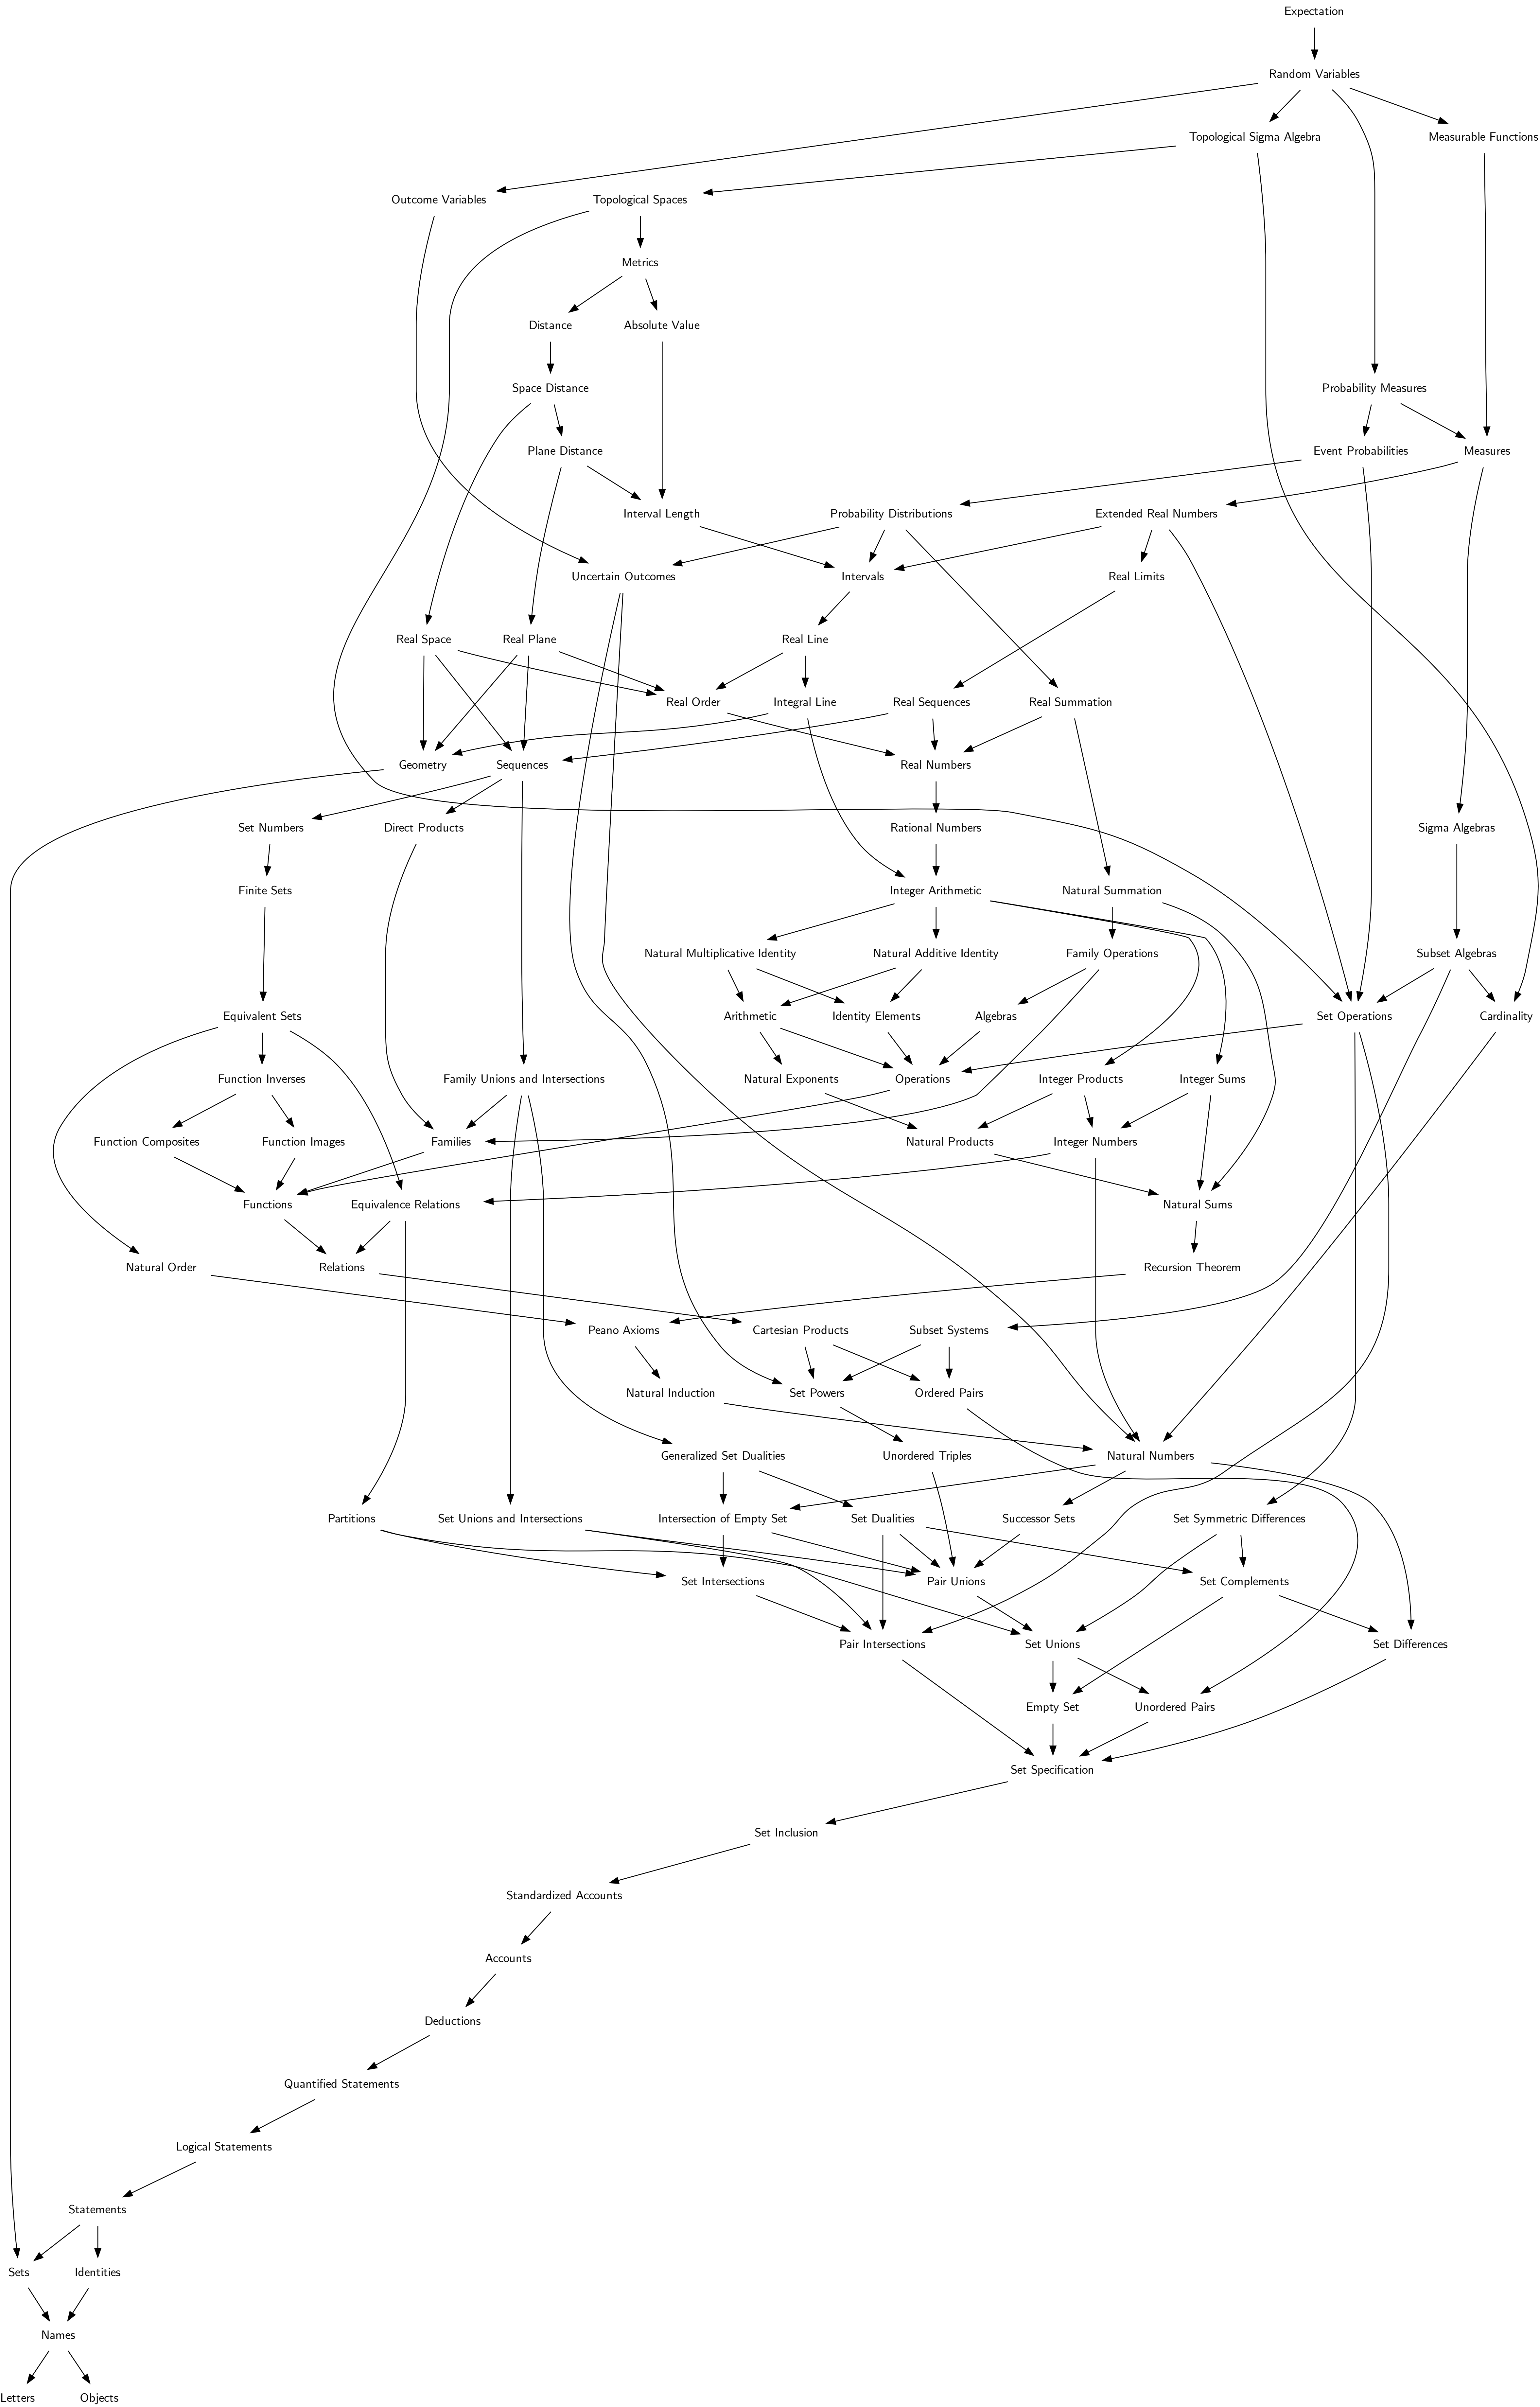 Expectation
Random Variables
Topological Sigma Algebra
Measurable Functions
Outcome Variables
Topological Spaces
Metrics
Distance
Absolute Value
Space Distance
Probability Measures
Plane Distance
Event Probabilities
Measures
Interval Length
Probability Distributions
Extended Real Numbers
Uncertain Outcomes
Intervals
Real Limits
Real Space
Real Plane
Real Line
Real Order
Integral Line
Real Sequences
Real Summation
Geometry
Sequences
Real Numbers
Set Numbers
Direct Products
Rational Numbers
Sigma Algebras
Finite Sets
Integer Arithmetic
Natural Summation
Natural Multiplicative Identity
Natural Additive Identity
Family Operations
Subset Algebras
Equivalent Sets
Arithmetic
Identity Elements
Algebras
Set Operations
Cardinality
Function Inverses
Family Unions and Intersections
Natural Exponents
Operations
Integer Products
Integer Sums
Function Composites
Function Images
Families
Natural Products
Integer Numbers
Functions
Equivalence Relations
Natural Sums
Natural Order
Relations
Recursion Theorem
Peano Axioms
Cartesian Products
Subset Systems
Natural Induction
Set Powers
Ordered Pairs
Generalized Set Dualities
Unordered Triples
Natural Numbers
Partitions
Set Unions and Intersections
Intersection of Empty Set
Set Dualities
Successor Sets
Set Symmetric Differences
Set Intersections
Pair Unions
Set Complements
Pair Intersections
Set Unions
Set Differences
Empty Set
Unordered Pairs
Set Specification
Set Inclusion
Standardized Accounts
Accounts
Deductions
Quantified Statements
Logical Statements
Statements
Sets
Identities
Names
Letters
Objects